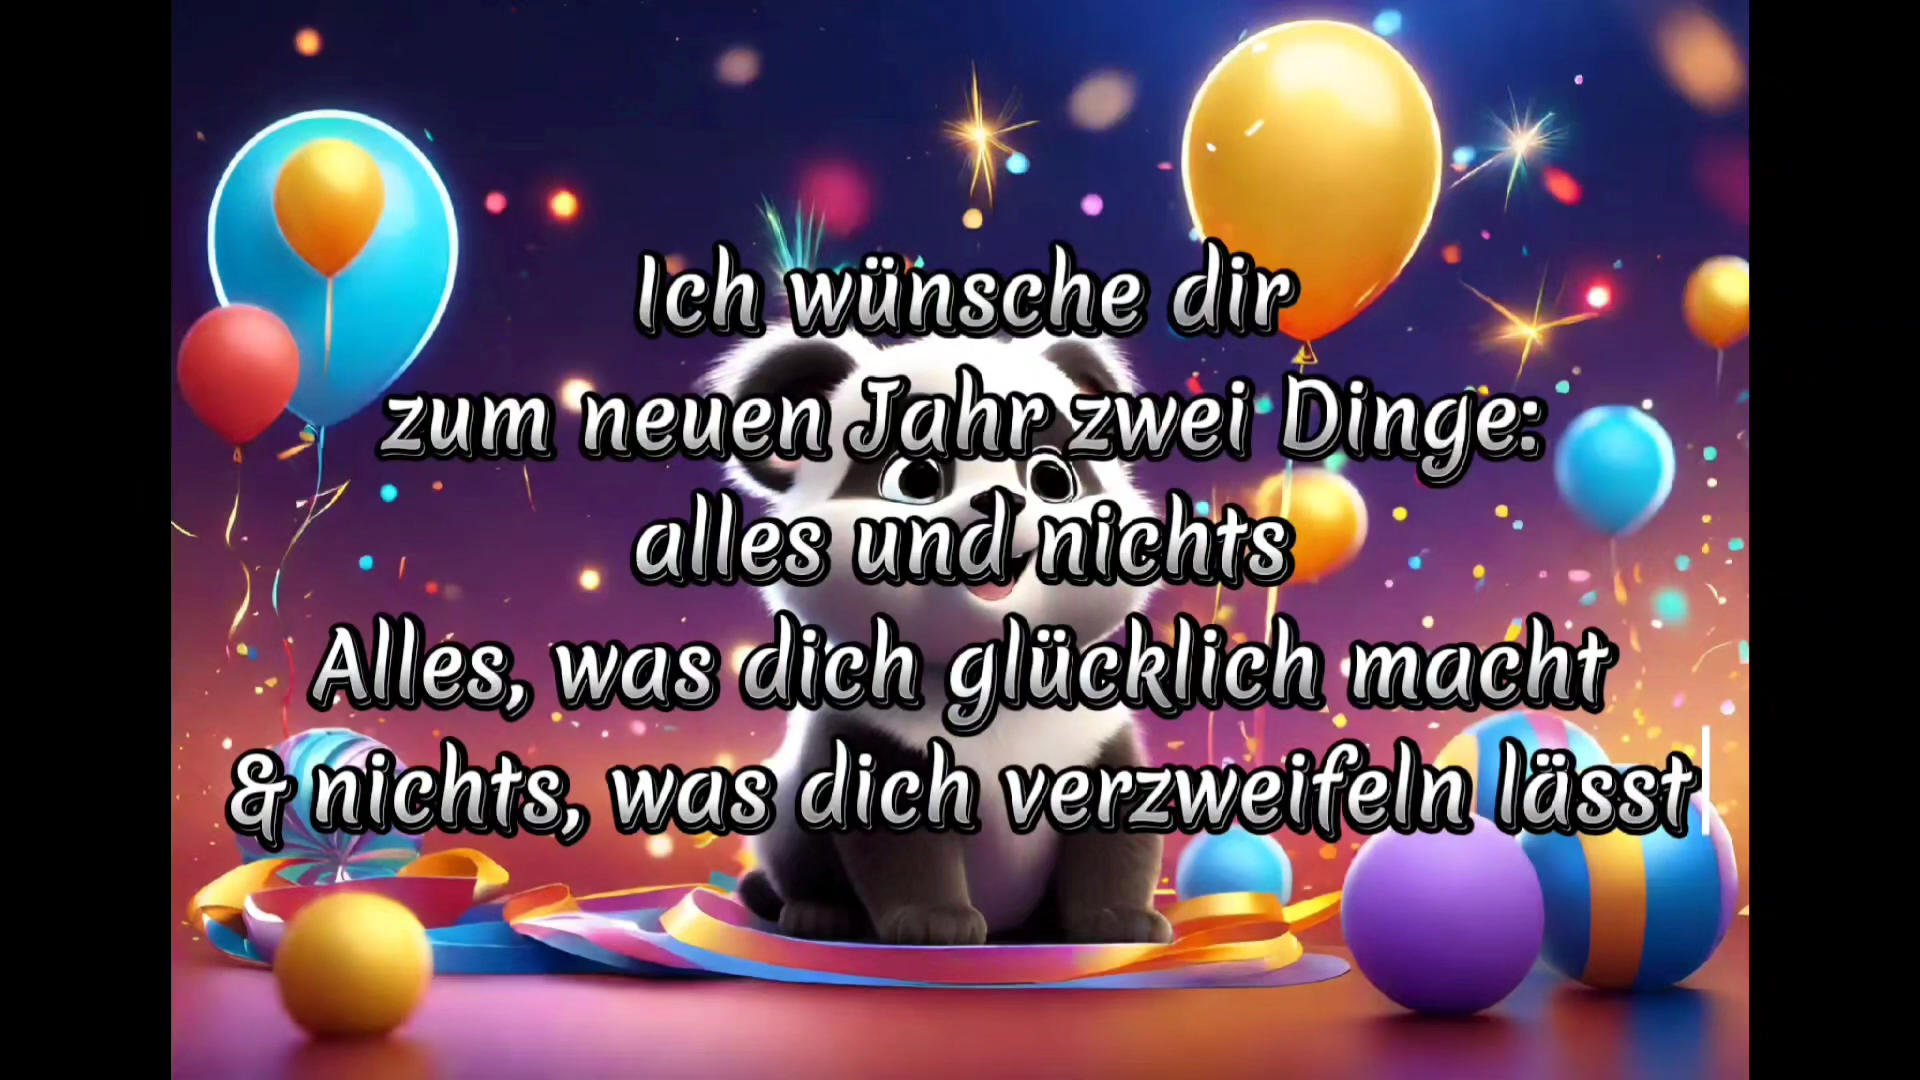 Ich wünsche dir
zum neuen Jahr zwei Dinge:
alles und nichts
Alles, was dich glücklich macht
& nichts, was dich verzweifeln lässt